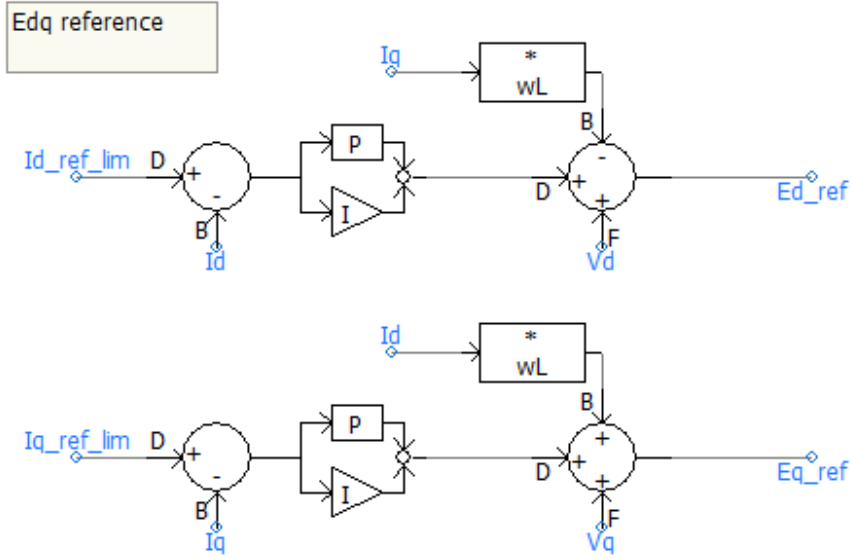 Edq reference
Iq
*
wL
B
-
Id_ref_lim
D
+
-
B
Id
P
I
D
+
+
F
Vd
Ed_ref
Id
*
wL
B
+
Iq_ref_lim
D
+
-
B
Iq
P
I
D
+
+
F
Vq
Eq_ref